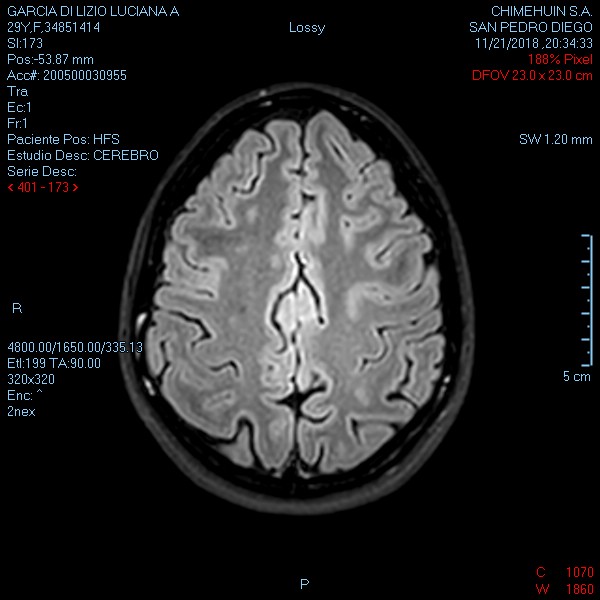 GARCIA DI LIZIO LUCIANA A
29Y,F,34851414
Sl:173
Pos:-53.87 mm
Acc#: 200500030955
Tra
Ec:1
Fr:1
Paciente Pos: HFS
Estudio Desc: CEREBRO
Serie Desc:
< 401 - 173 >
Lossy
CHIMEHUIN S.A.
SAN PEDRO DIEGO
11/21/2018 ,20:34:33
188% Pixel
DFOV 23.0 x 23.0 cm
SW 1.20 mm
R
4800.00/1650.00/335.13
Etl:199 TA:90.00
320x320
Enc: ^
2nex
5 cm
P
C 1070
W 1860